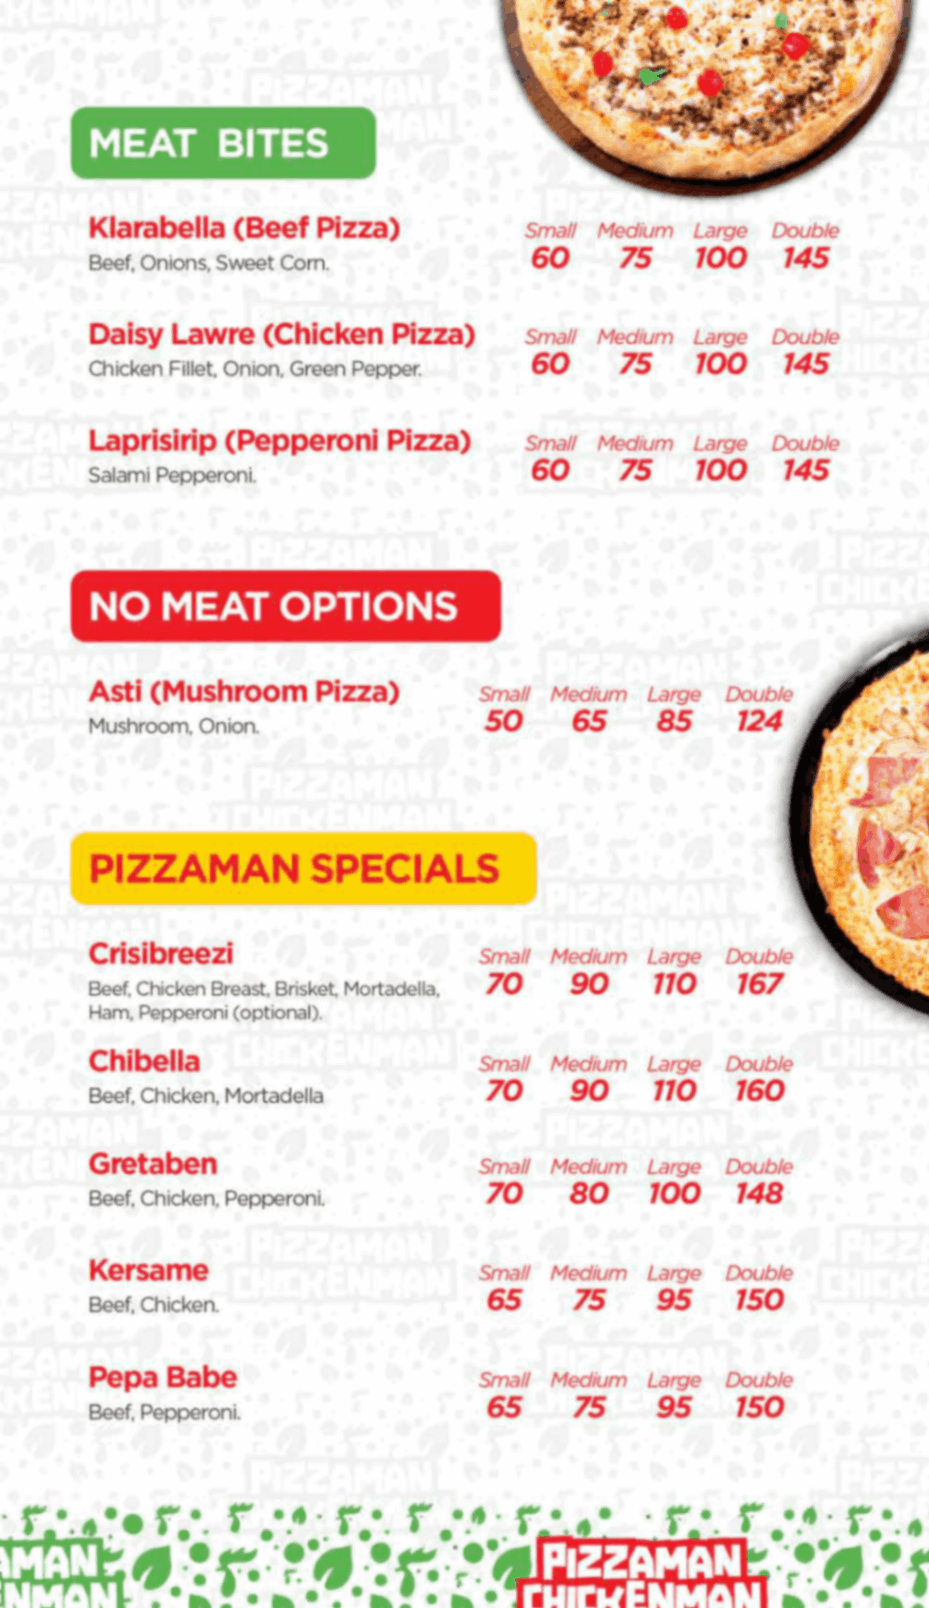 MEAT BITES
Klarabella (Beef Pizza)
Small Medium Large Double
Beef, Onions, Sweet Corn.
60 75 100 145
Daisy Lawre (Chicken Pizza)
Small Medium Large Double
Chicken Fillet, Onion, Green Pepper.
60 75 100 145
Laprisirip (Pepperoni Pizza)
Small Medium Large Double
Salami Pepperoni.
60 75 100 145
NO MEAT OPTIONS
Asti (Mushroom Pizza)
Small Medium Large Double
Mushroom, Onion.
50 65 85 124
PIZZAMAN SPECIALS
Crisibreezi
Small Medium Large Double
70 90 110 167
Beef, Chicken Breast, Brisket, Mortadella,
Ham, Pepperoni (optional).
Chibella
Small Medium Large Double
Beef, Chicken, Mortadella
70 90 110 160
Gretaben
Small Medium Large Double
Beef, Chicken, Pepperoni.
70 80 100 148
Kersame
Small Medium Large Double
Beef, Chicken.
65 75 95 150
Pepa Babe
Small Medium Large Double
Beef, Pepperoni.
65 75 95 150
PIZZAMAN
CHICKENMAN